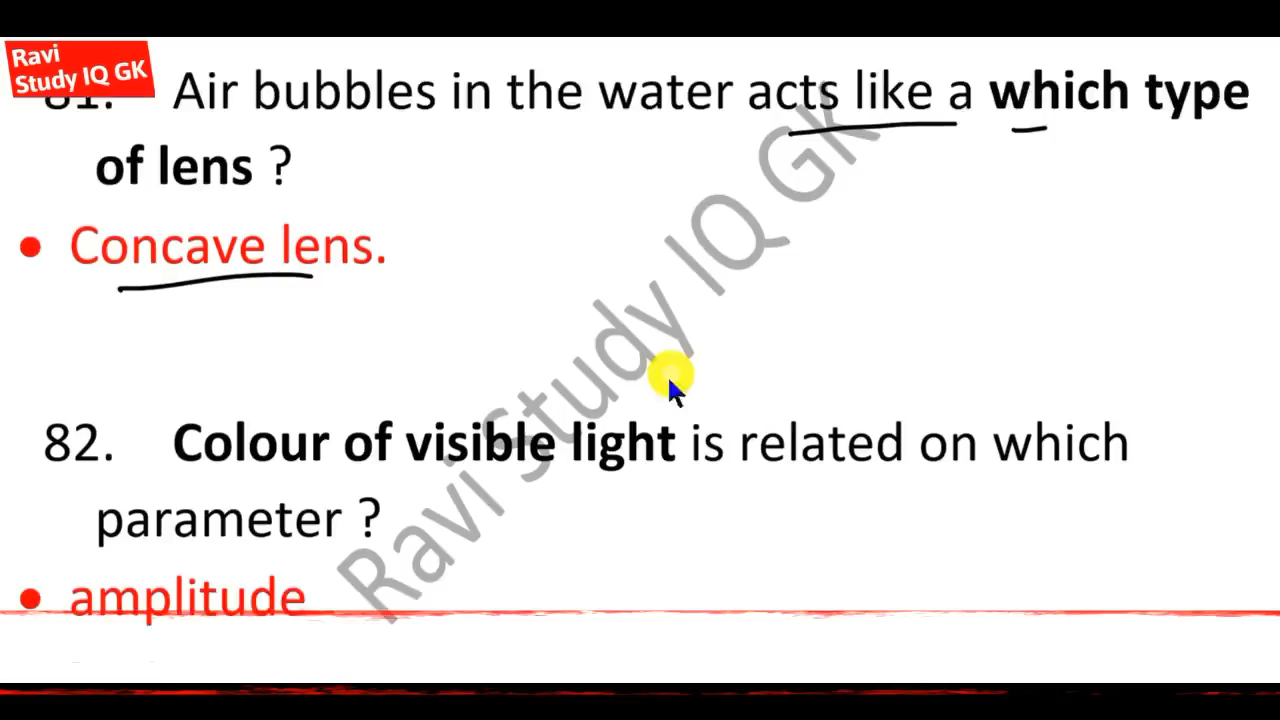 Ravi
Study IQ GK
81. Air bubbles in the water acts like a which type
of lens ?
• Concave lens.
82. Colour of visible light is related on which
parameter ?
• amplitude
Ravi Study IQ GK